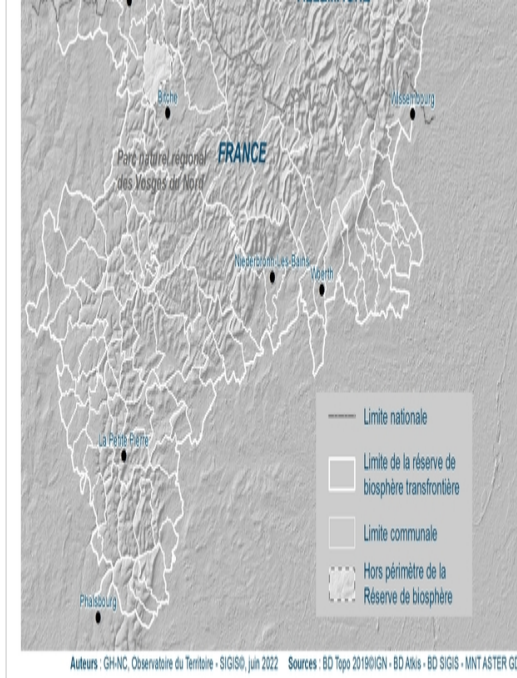 Bitche
Wissembourg
Parc naturel régional
des Vosges du Nord
FRANCE
Niederbronn-Les-Bains
Woerth
Limite nationale
Limite de la réserve de
biosphère transfrontière
La Petite Pierre
Limite communale
Hors périmètre de la
Réserve de biosphère
Phalsbourg
Auteurs : GH-NC, Observatoire du Territoire - SIGIS©, juin 2022 Sources : BD Topo 2019©IGN - BD Atkis - BD SIGIS - MNT ASTER